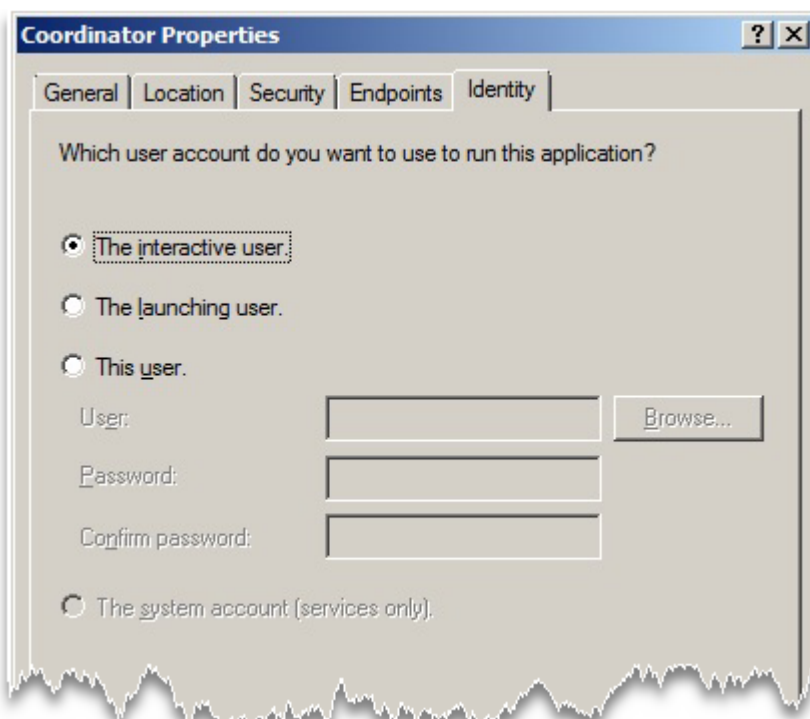 Coordinator Properties
General Location Security Endpoints Identity
Which user account do you want to use to run this application?
The interactive user.
The launching user.
This user.
User: Browse...
Password:
Confirm password:
The system account (services only).